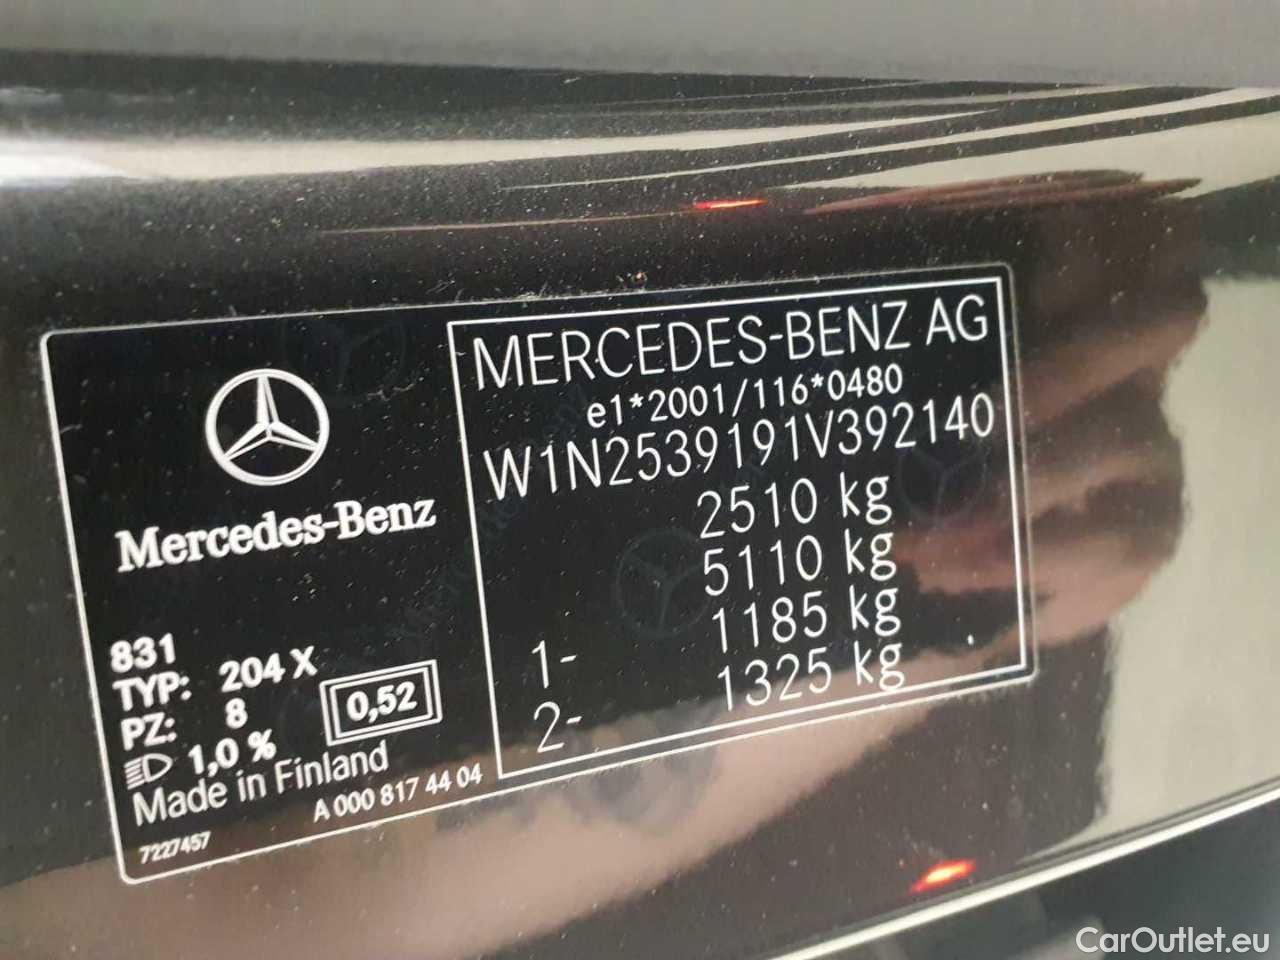 MERCEDES-BENZ AG
e1*2001/116*0480
W1N2539191V392140
2510 kg
5110 kg
1- 1185 kg
2- 1325 kg
Mercedes-Benz
831
TYP: 204 X
PZ: 8
0,52
1,0 %
Made in Finland
A 000 817 44 04
7227457
CarOutlet.eu